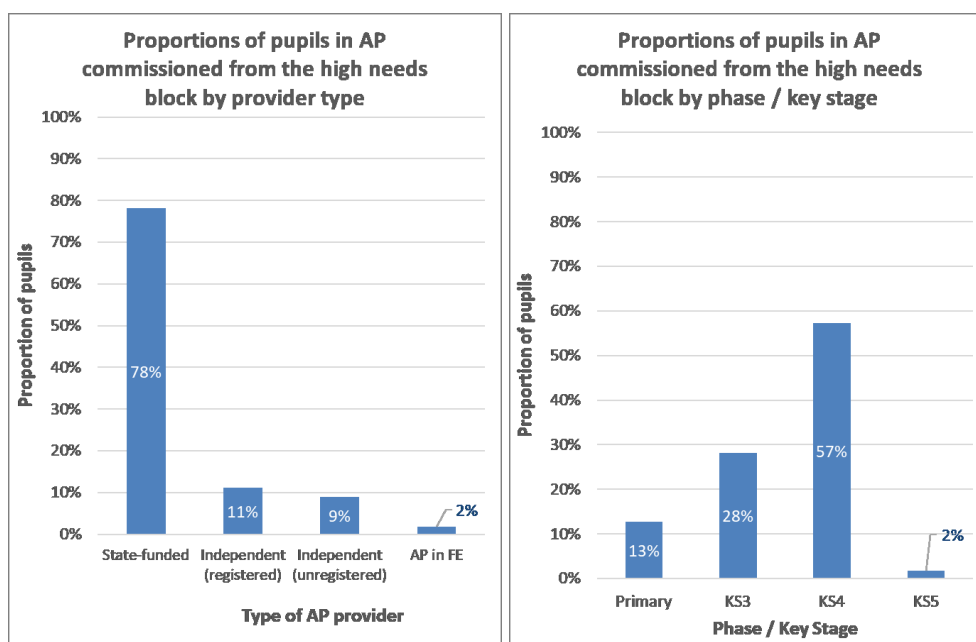 Proportions of pupils in AP
commissioned from the high needs
block by provider type
100%
90%
80%
70%
60%
50%
40%
30%
20%
10%
0%
Proportion of pupils
78%
11%
9%
2%
State-funded
Independent
(registered)
Independent
(unregistered)
AP in FE
Type of AP provider
Proportions of pupils in AP
commissioned from the high needs
block by phase / key stage
100%
90%
80%
70%
60%
50%
40%
30%
20%
10%
0%
Proportion of pupils
13%
28%
57%
2%
Primary
KS3
KS4
KS5
Phase / Key Stage